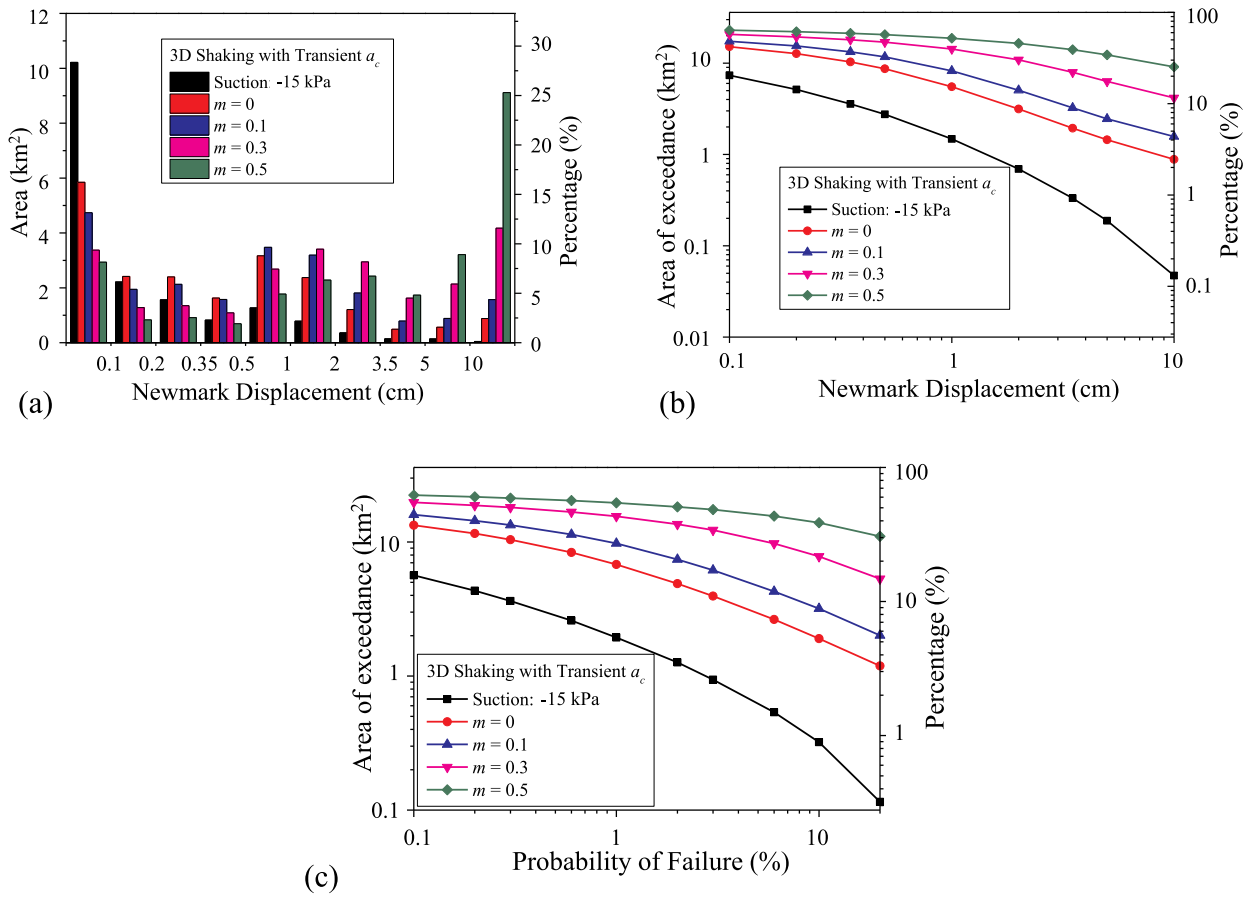 12
10
8
6
4
2
0
Area (km²)
3D Shaking with Transient a_c
Suction: -15 kPa
m = 0
m = 0.1
m = 0.3
m = 0.5
30
25
20
15
10
5
0
Percentage (%)
0.1 0.2 0.35 0.5 1 2 3.5 5 10
Newmark Displacement (cm)
(a)
10
1
0.1
0.01
Area of exceedance (km²)
3D Shaking with Transient a_c
Suction: -15 kPa
m = 0
m = 0.1
m = 0.3
m = 0.5
100
10
1
0.1
Percentage (%)
0.1 1 10
Newmark Displacement (cm)
(b)
10
1
0.1
Area of exceedance (km²)
3D Shaking with Transient a_c
Suction: -15 kPa
m = 0
m = 0.1
m = 0.3
m = 0.5
100
10
1
Percentage (%)
0.1 1 10
Probability of Failure (%)
(c)